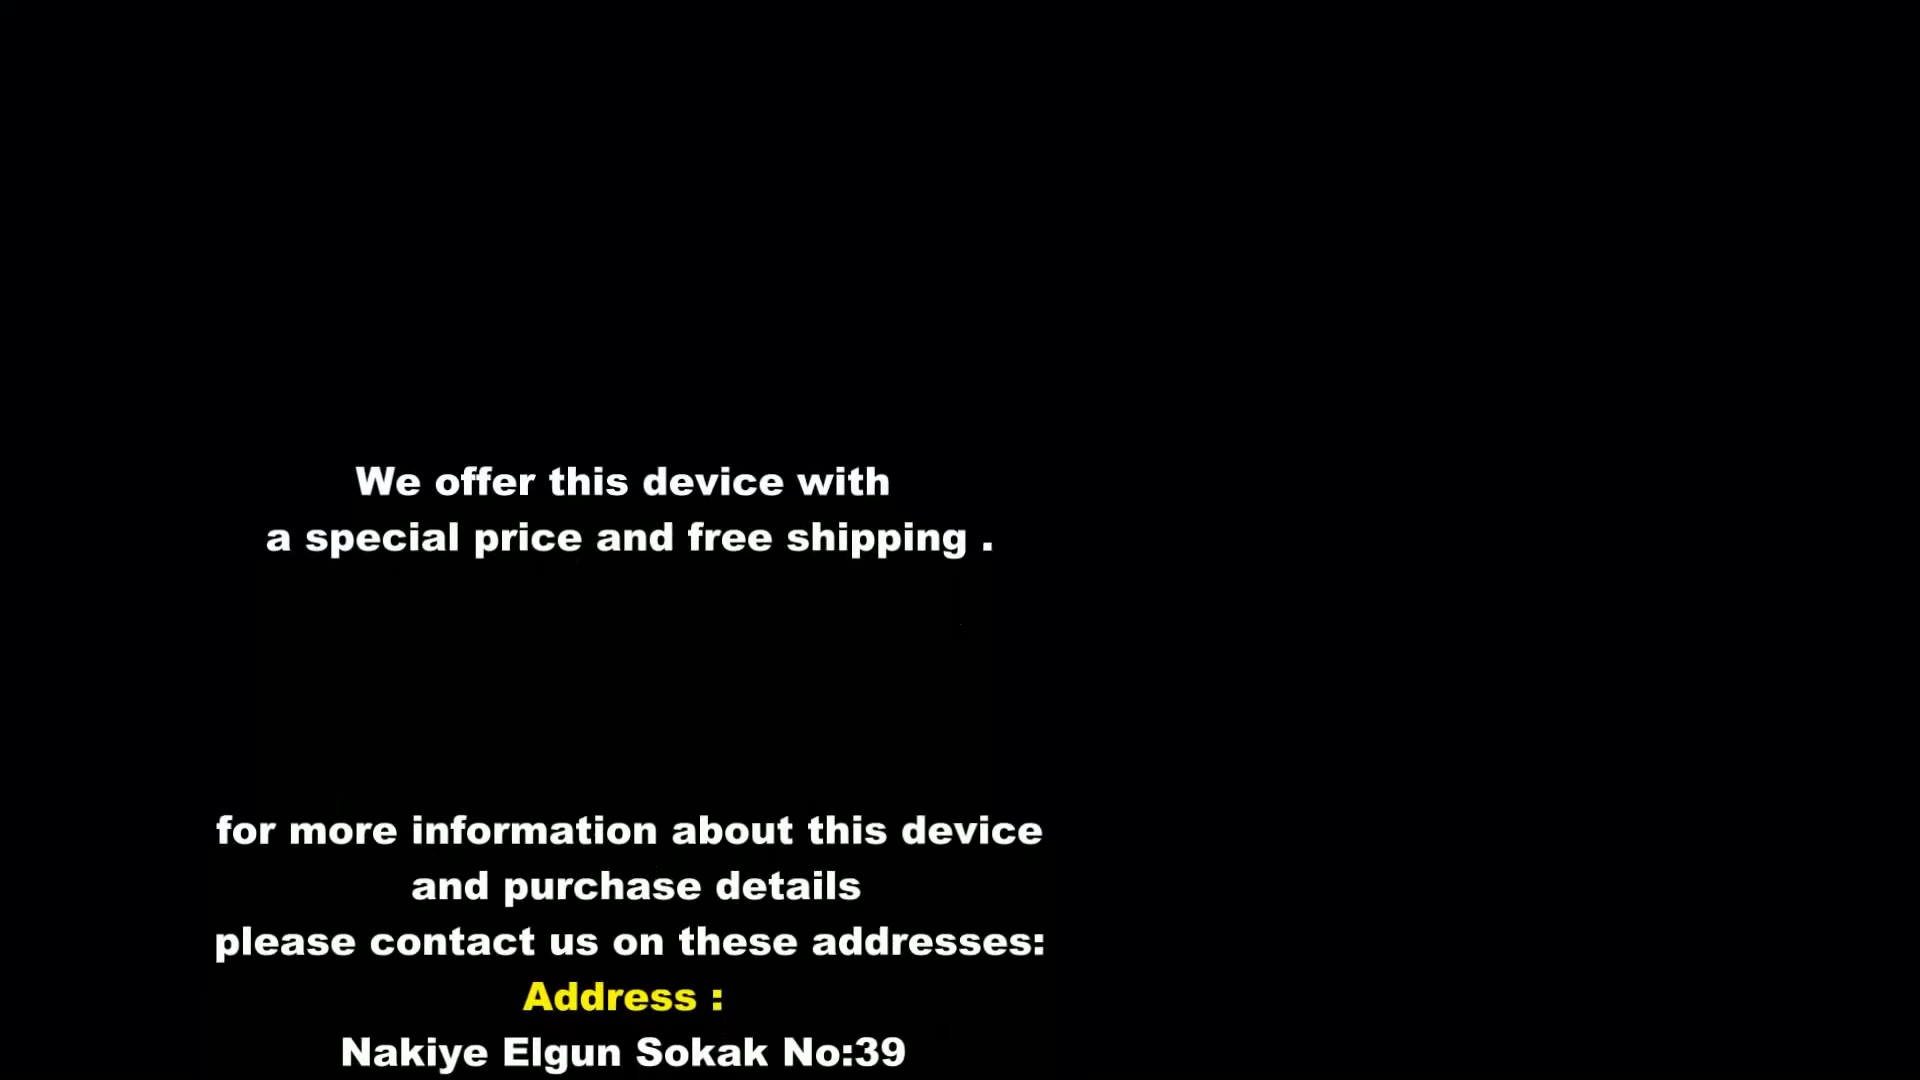 We offer this device with
a special price and free shipping .
for more information about this device
and purchase details
please contact us on these addresses:
Address :
Nakiye Elgun Sokak No:39